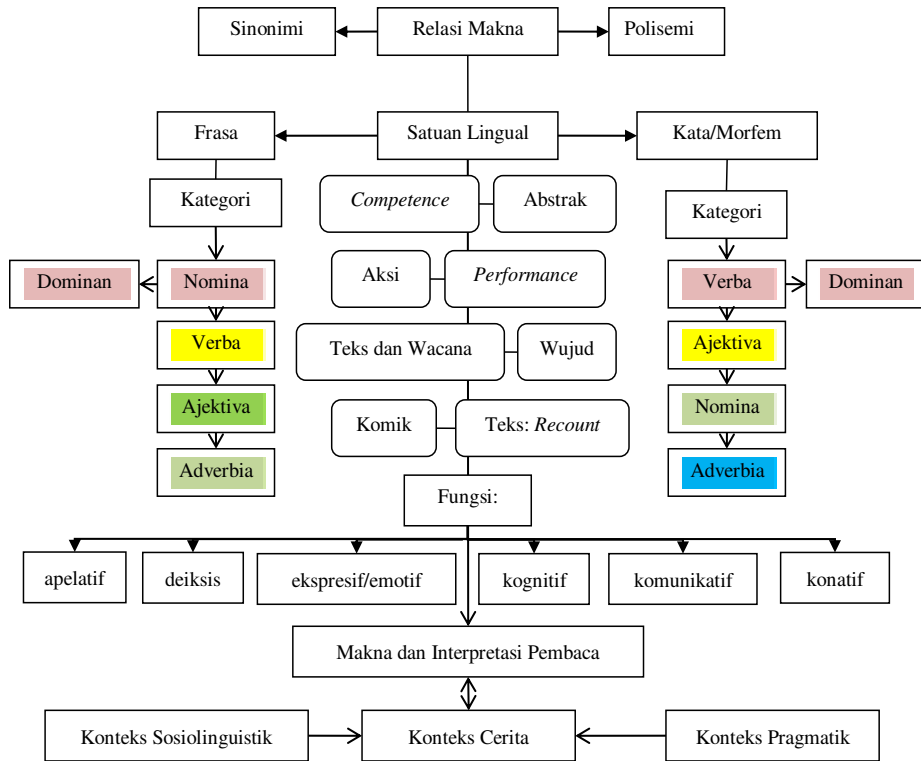 Sinonimi
Relasi Makna
Polisemi
Frasa
Satuan Lingual
Kata/Morfem
Kategori
Competence
Abstrak
Kategori
Aksi
Performance
Dominan
Nomina
Verba
Dominan
Verba
Teks dan Wacana
Wujud
Ajektiva
Ajektiva
Komik
Teks: Recount
Nomina
Adverbia
Adverbia
Fungsi:
apelatif
deiksis
ekspresif/emotif
kognitif
komunikatif
konatif
Makna dan Interpretasi Pembaca
Konteks Sosiolinguistik
Konteks Cerita
Konteks Pragmatik